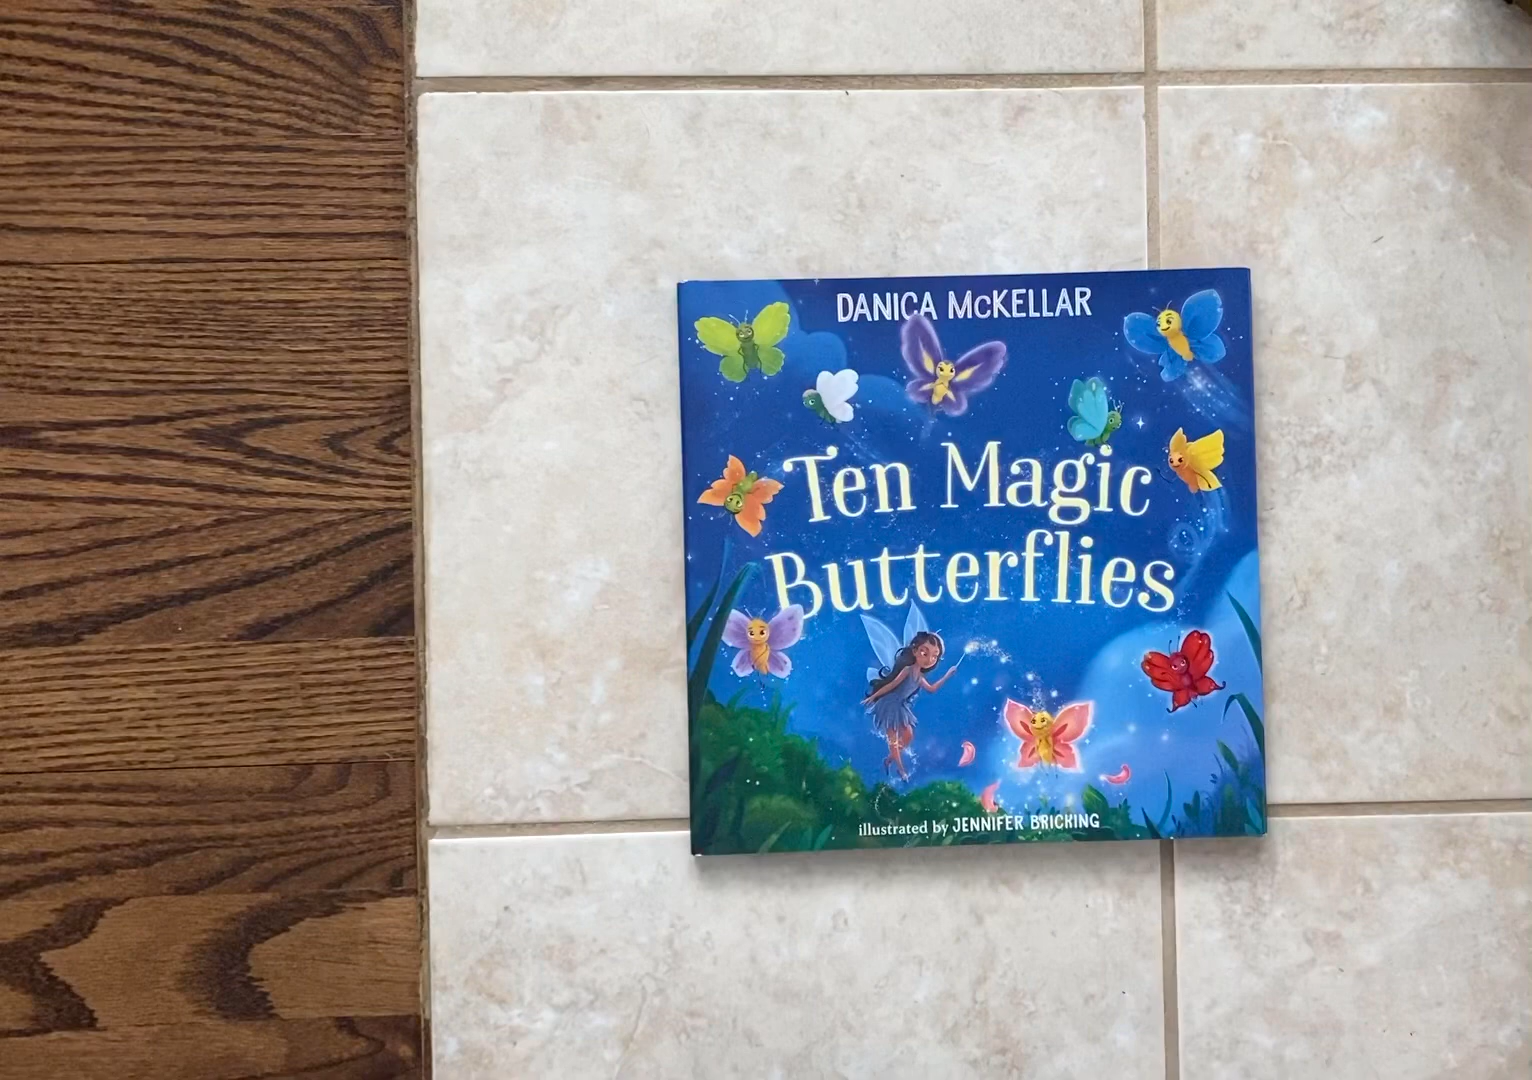 DANICA McKELLAR
Ten Magic
Butterflies
illustrated by JENNIFER BRICKING